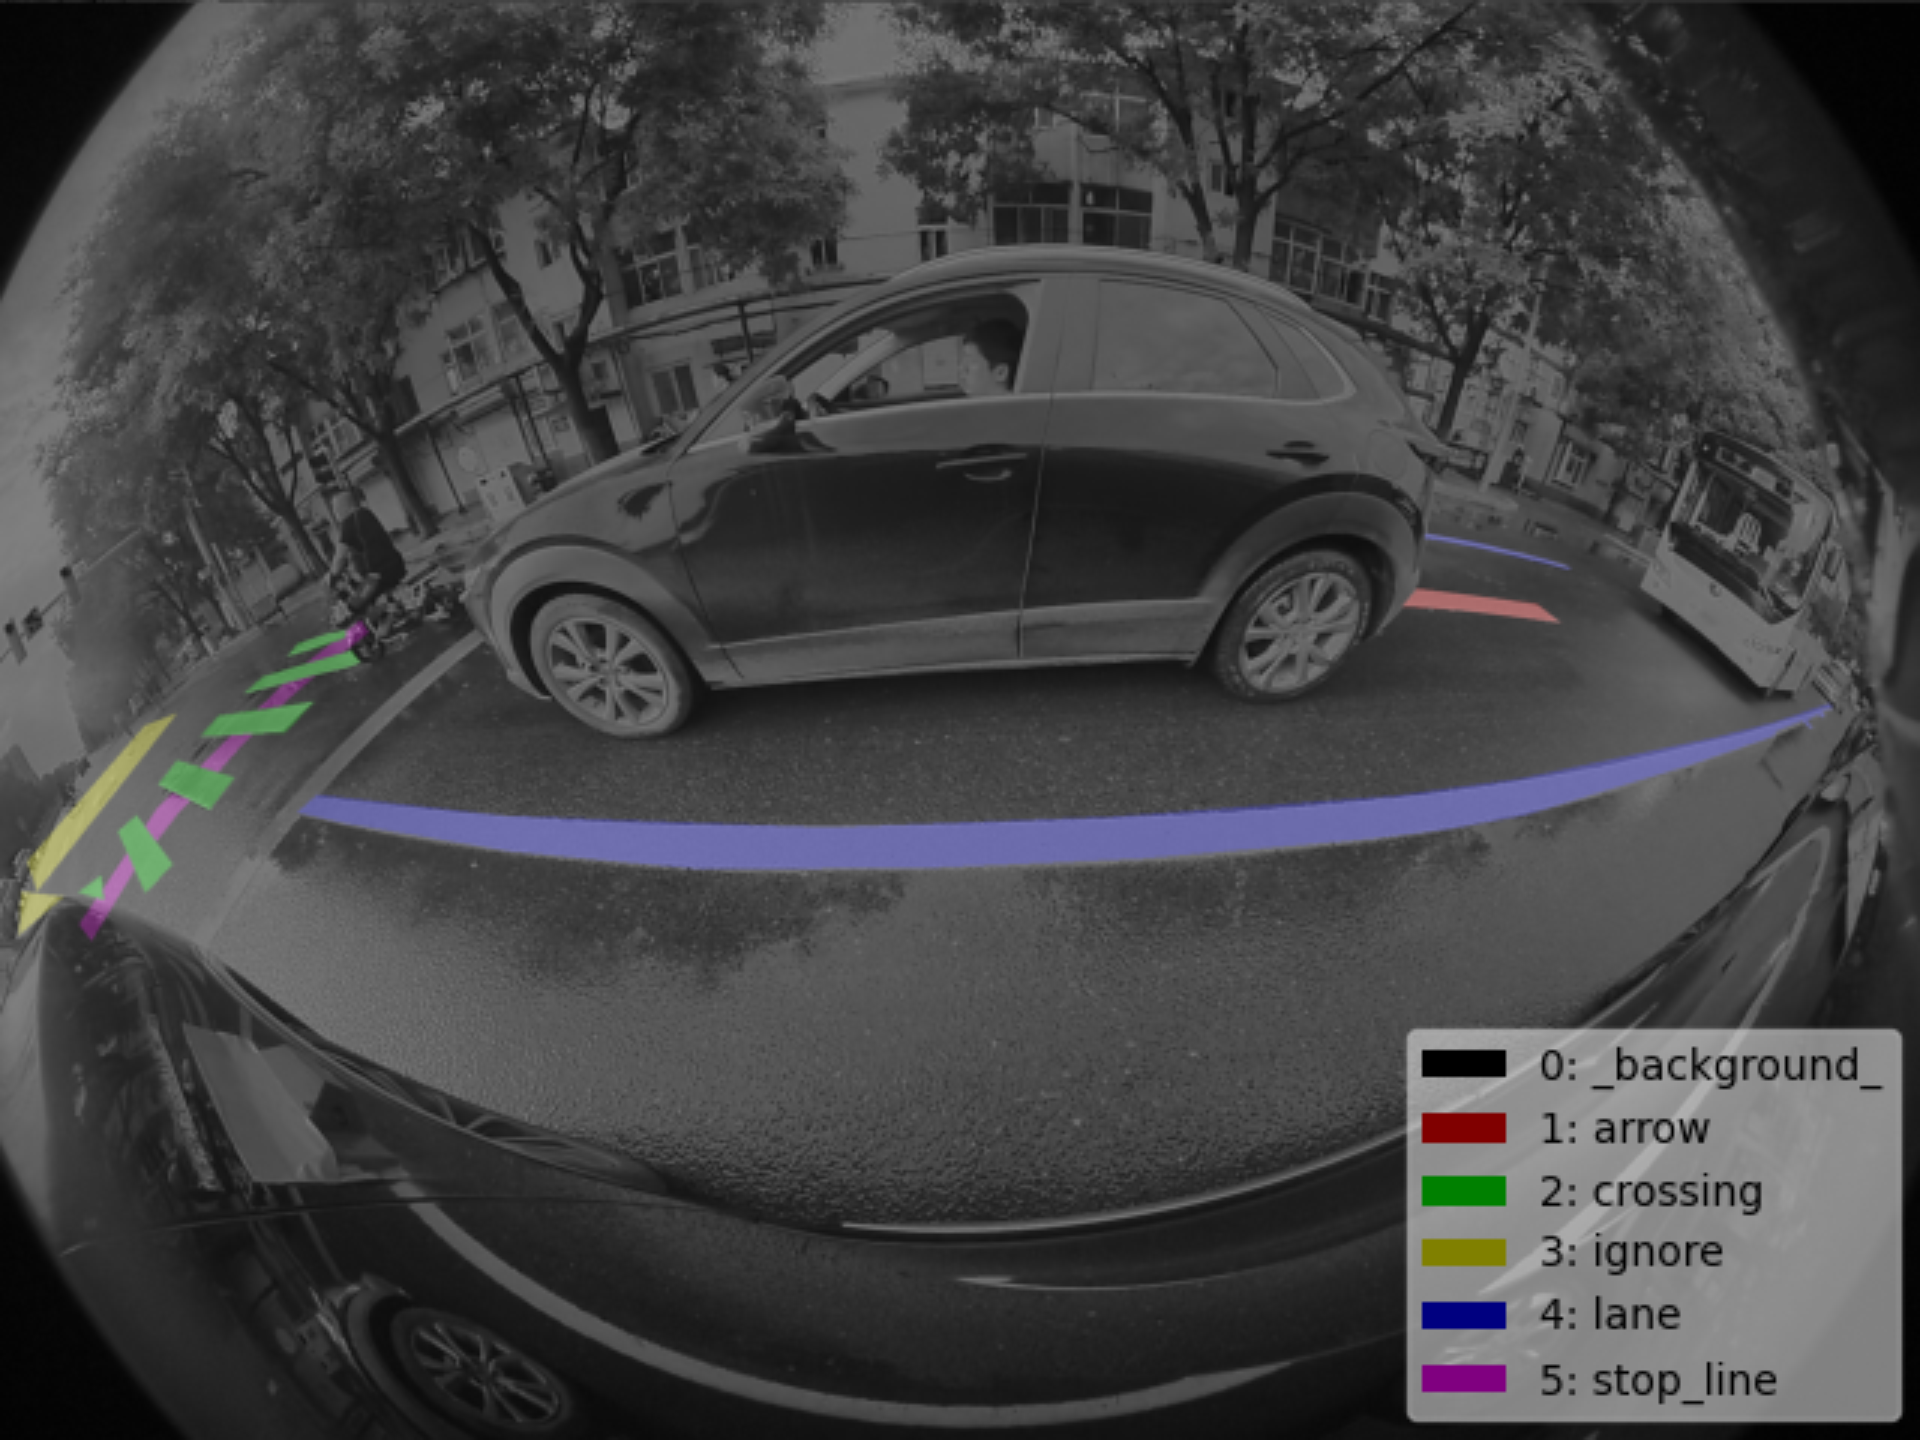 0: _background_
1: arrow
2: crossing
3: ignore
4: lane
5: stop_line